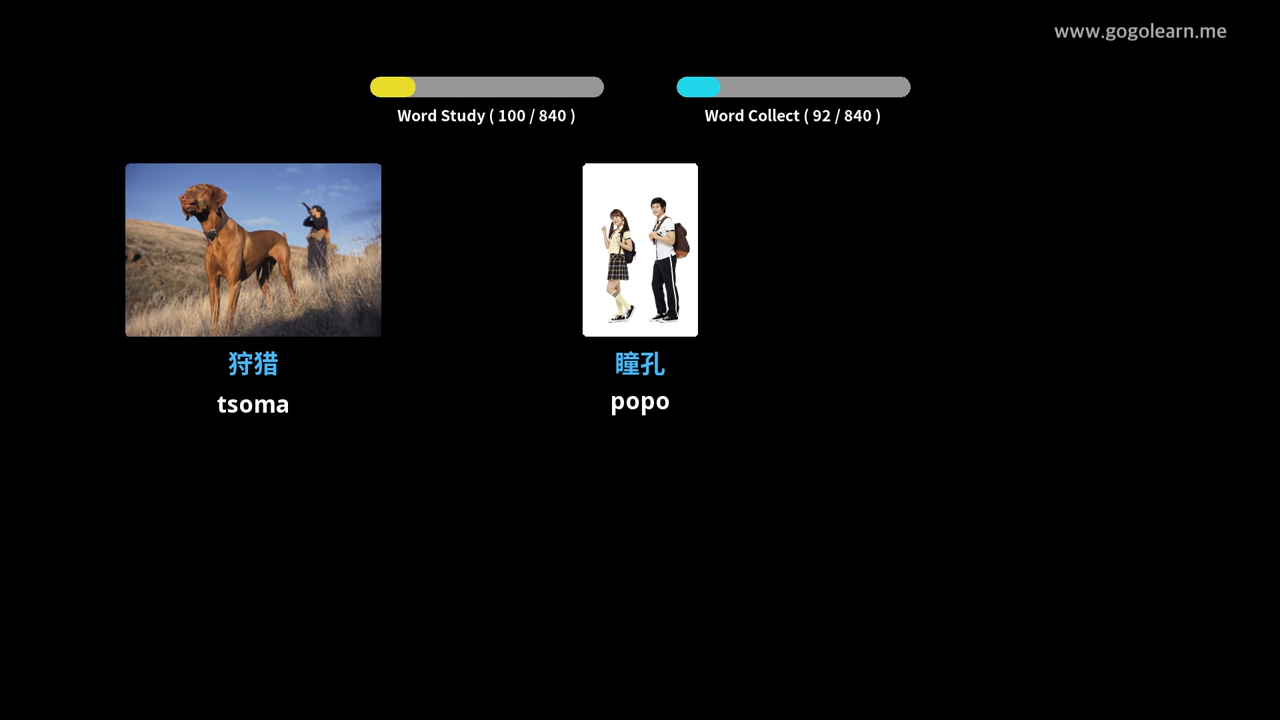 www.gogolearn.me
Word Study ( 100 / 840 )
Word Collect ( 92 / 840 )
狩猎
瞳孔
tsoma
popo